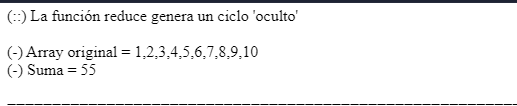 (::) La función reduce genera un ciclo 'oculto'
(-) Array original = 1,2,3,4,5,6,7,8,9,10
(-) Suma = 55
___________________________________________________________